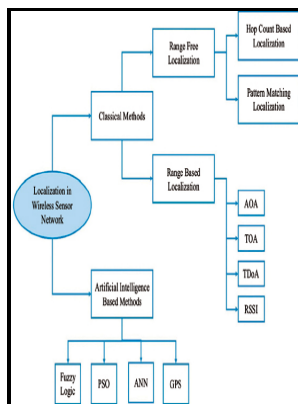 Hop Count Based
Localization
Range Free
Localization
Pattern Matching
Localization
Classical Methods
Range Based
Localization
Localization in
Wireless Sensor
Network
AOA
TOA
TDoA
RSSI
Artificial Intelligence
Based Methods
Fuzzy
Logic
PSO
ANN
GPS